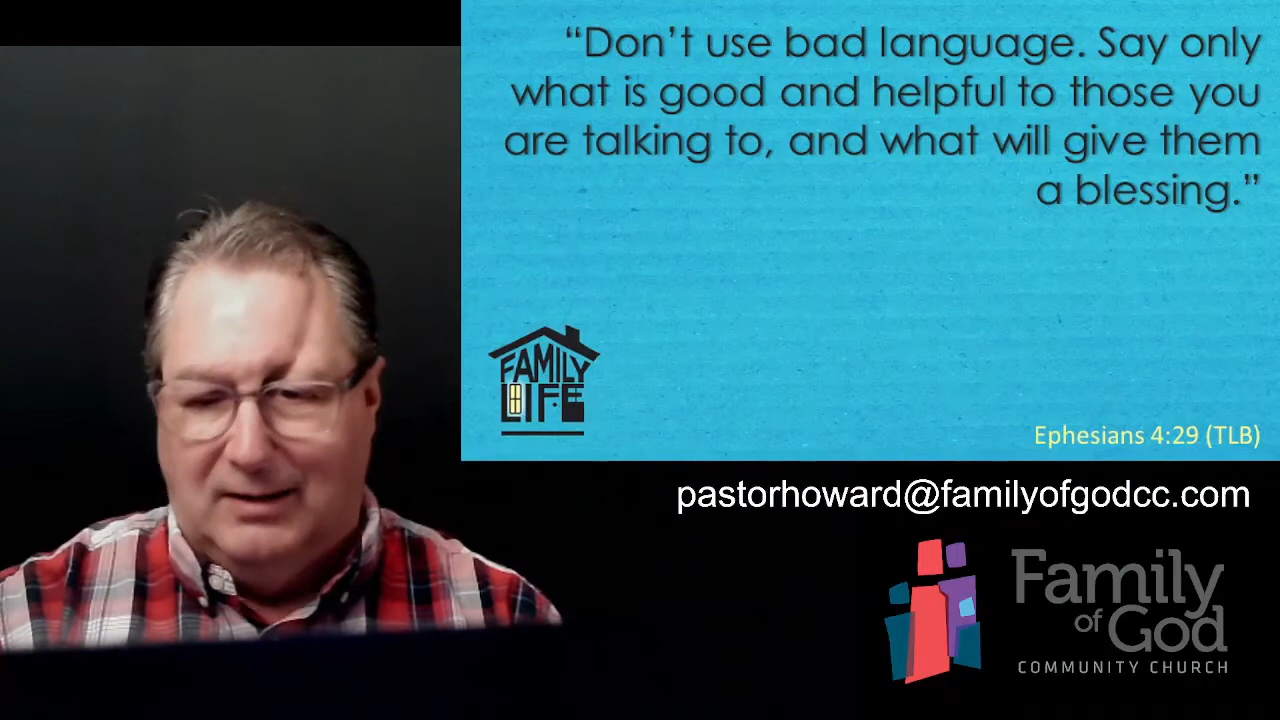 “Don’t use bad language. Say only
what is good and helpful to those you
are talking to, and what will give them
a blessing.”
FAMILY
LIFE
Ephesians 4:29 (TLB)
pastorhoward@familyofgodcc.com
Family
of
God
COMMUNITY CHURCH